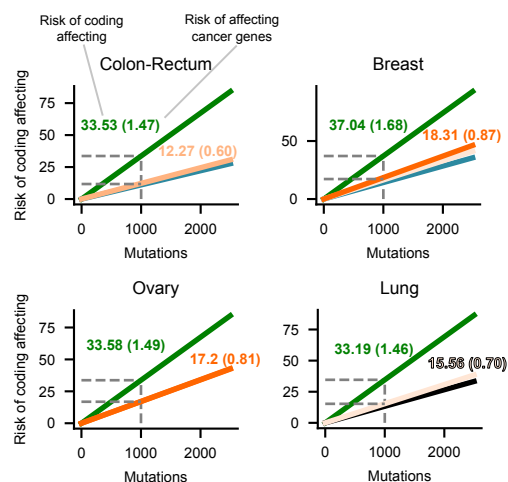 Risk of coding
affecting
Risk of affecting
cancer genes
Colon-Rectum
Risk of coding affecting
75
50
25
0
33.53 (1.47)
12.27 (0.60)
0
1000
2000
Mutations
Breast
50
0
37.04 (1.68)
18.31 (0.87)
0
1000
2000
Mutations
Ovary
Risk of coding affecting
75
50
25
0
33.58 (1.49)
17.2 (0.81)
0
1000
2000
Mutations
Lung
75
50
25
0
33.19 (1.46)
15.56 (0.70)
0
1000
2000
Mutations